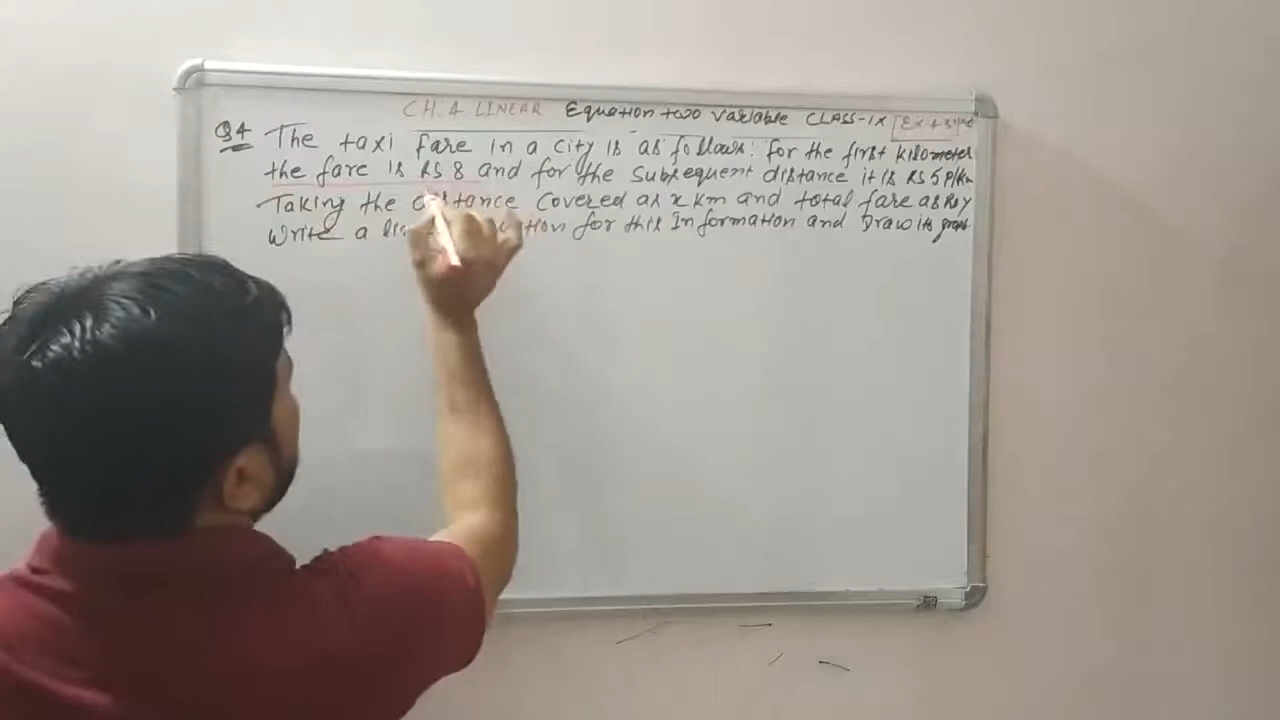 CH.4 LINEAR Equation two variable CLASS-IX
Q4 The taxi fare in a city is as follows: for the first kilometer
the fare is RS 8 and for the Subsequent distance it is RS 5 P/Km
Taking the distance Covered as x km and total fare as Rs y
Write a for this Information and Draw its graph